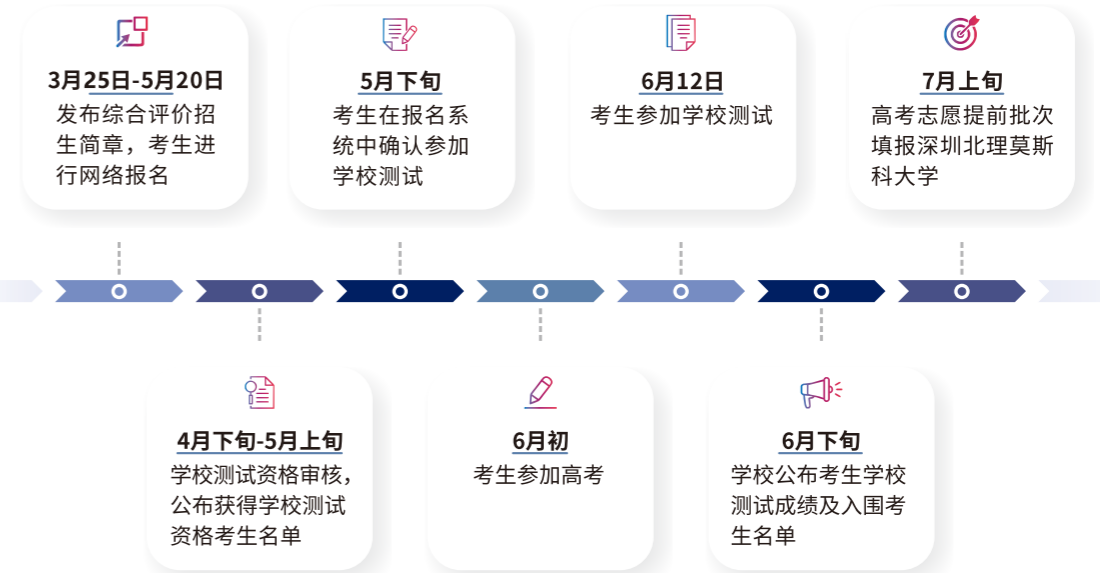 3月25日-5月20日
发布综合评价招
生简章，考生进
行网络报名
4月下旬-5月上旬
学校测试资格审核，
公布获得学校测试
资格考生名单
5月下旬
考生在报名系
统中确认参加
学校测试
6月初
考生参加高考
6月12日
考生参加学校测试
6月下旬
学校公布考生学校
测试成绩及入围考
生名单
7月上旬
高考志愿提前批次
填报深圳北理莫斯
科大学